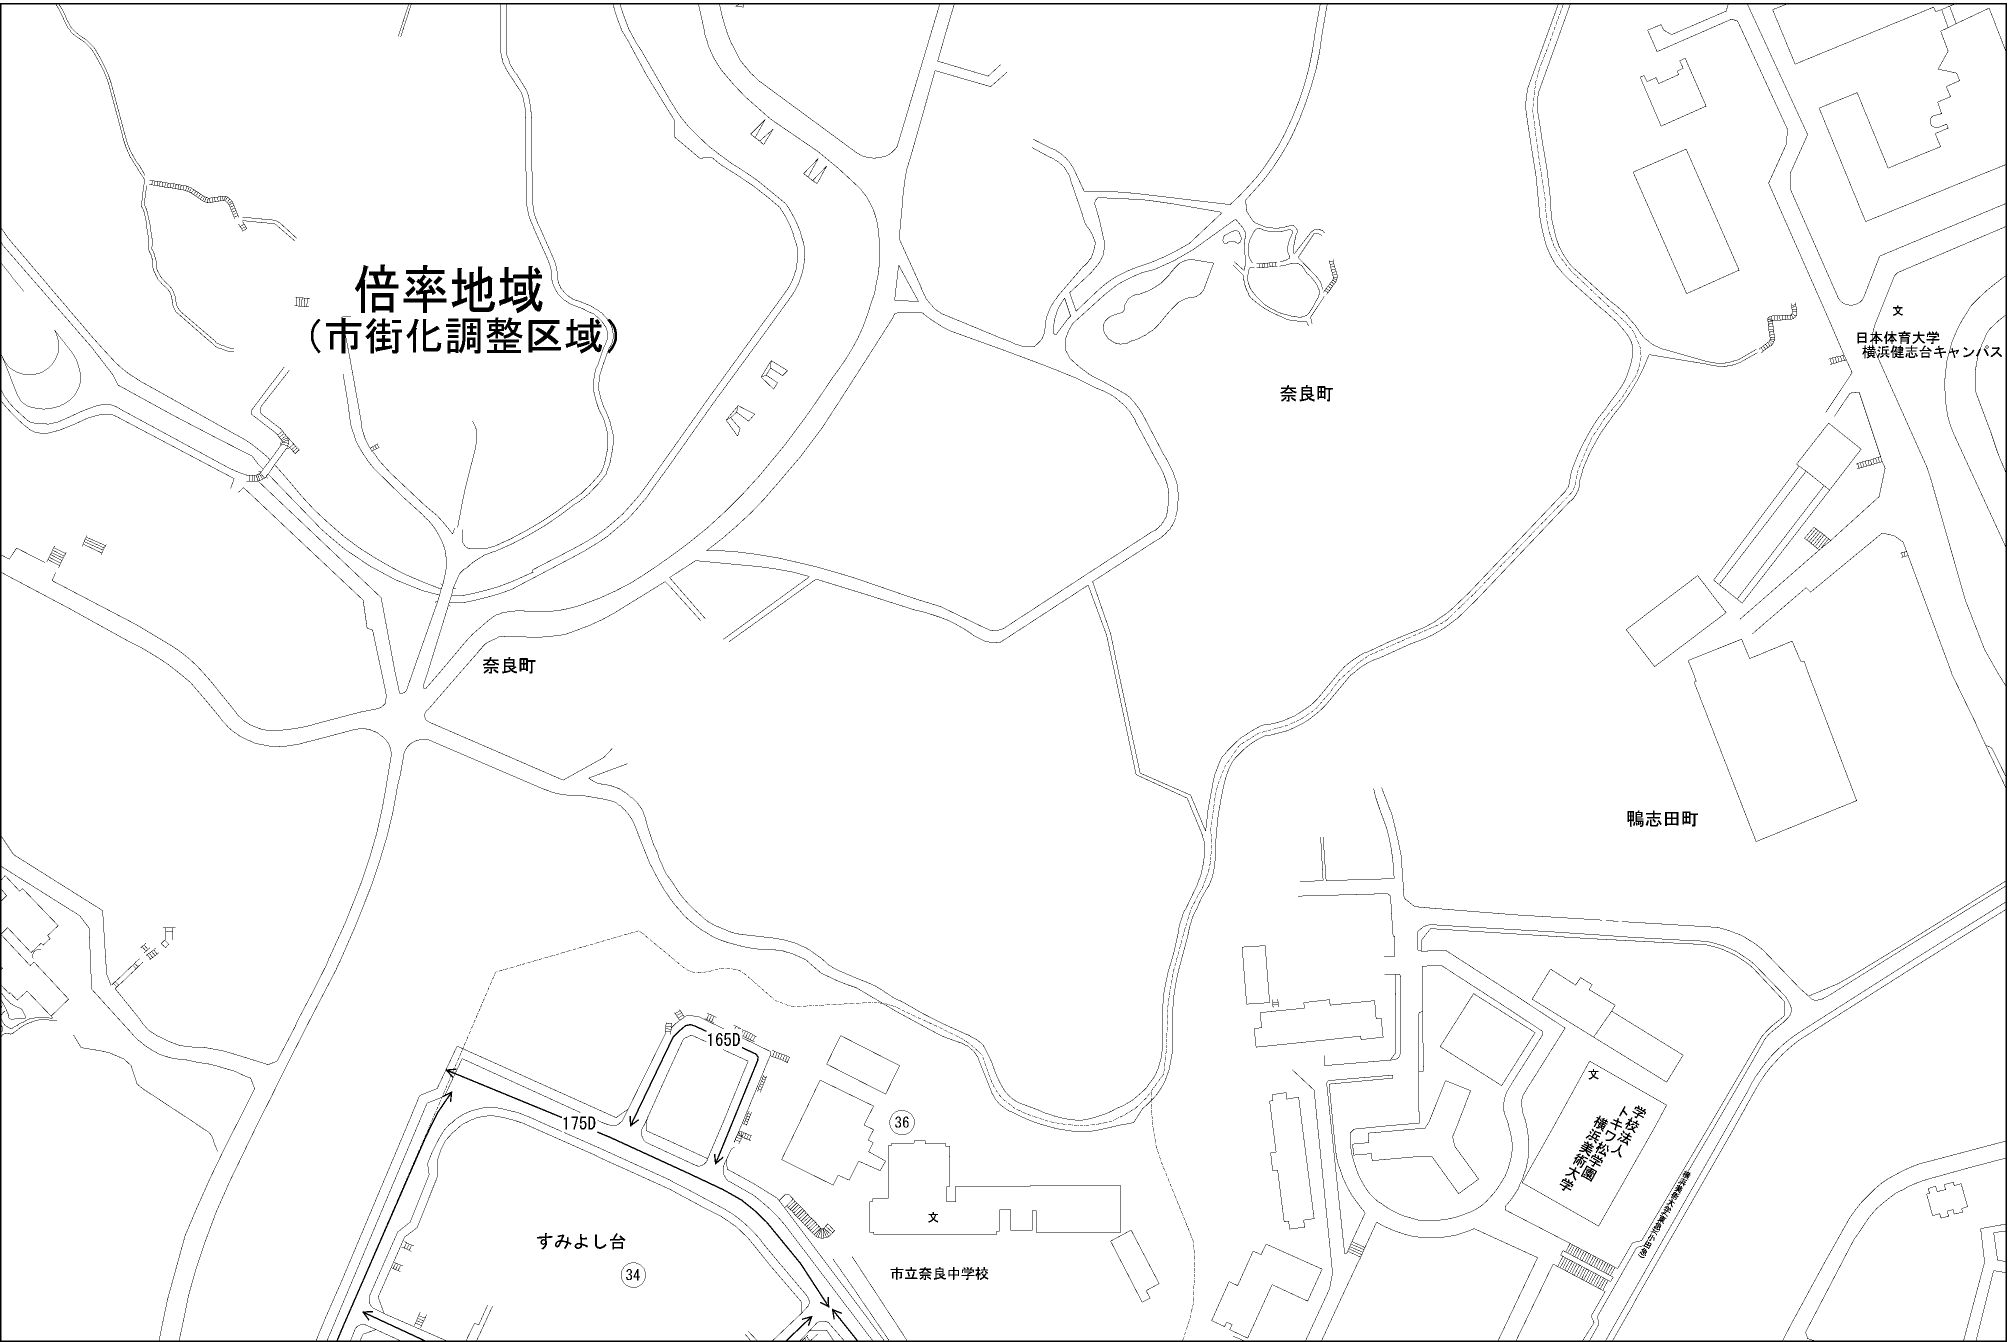 倍率地域
（市街化調整区域）
文
日本体育大学
横浜健志台キャンパス
奈良町
奈良町
鴨志田町
165D
175D
36
文
学校法人
トキワ松学園
横浜美術大学
文
すみよし台
34
市立奈良中学校